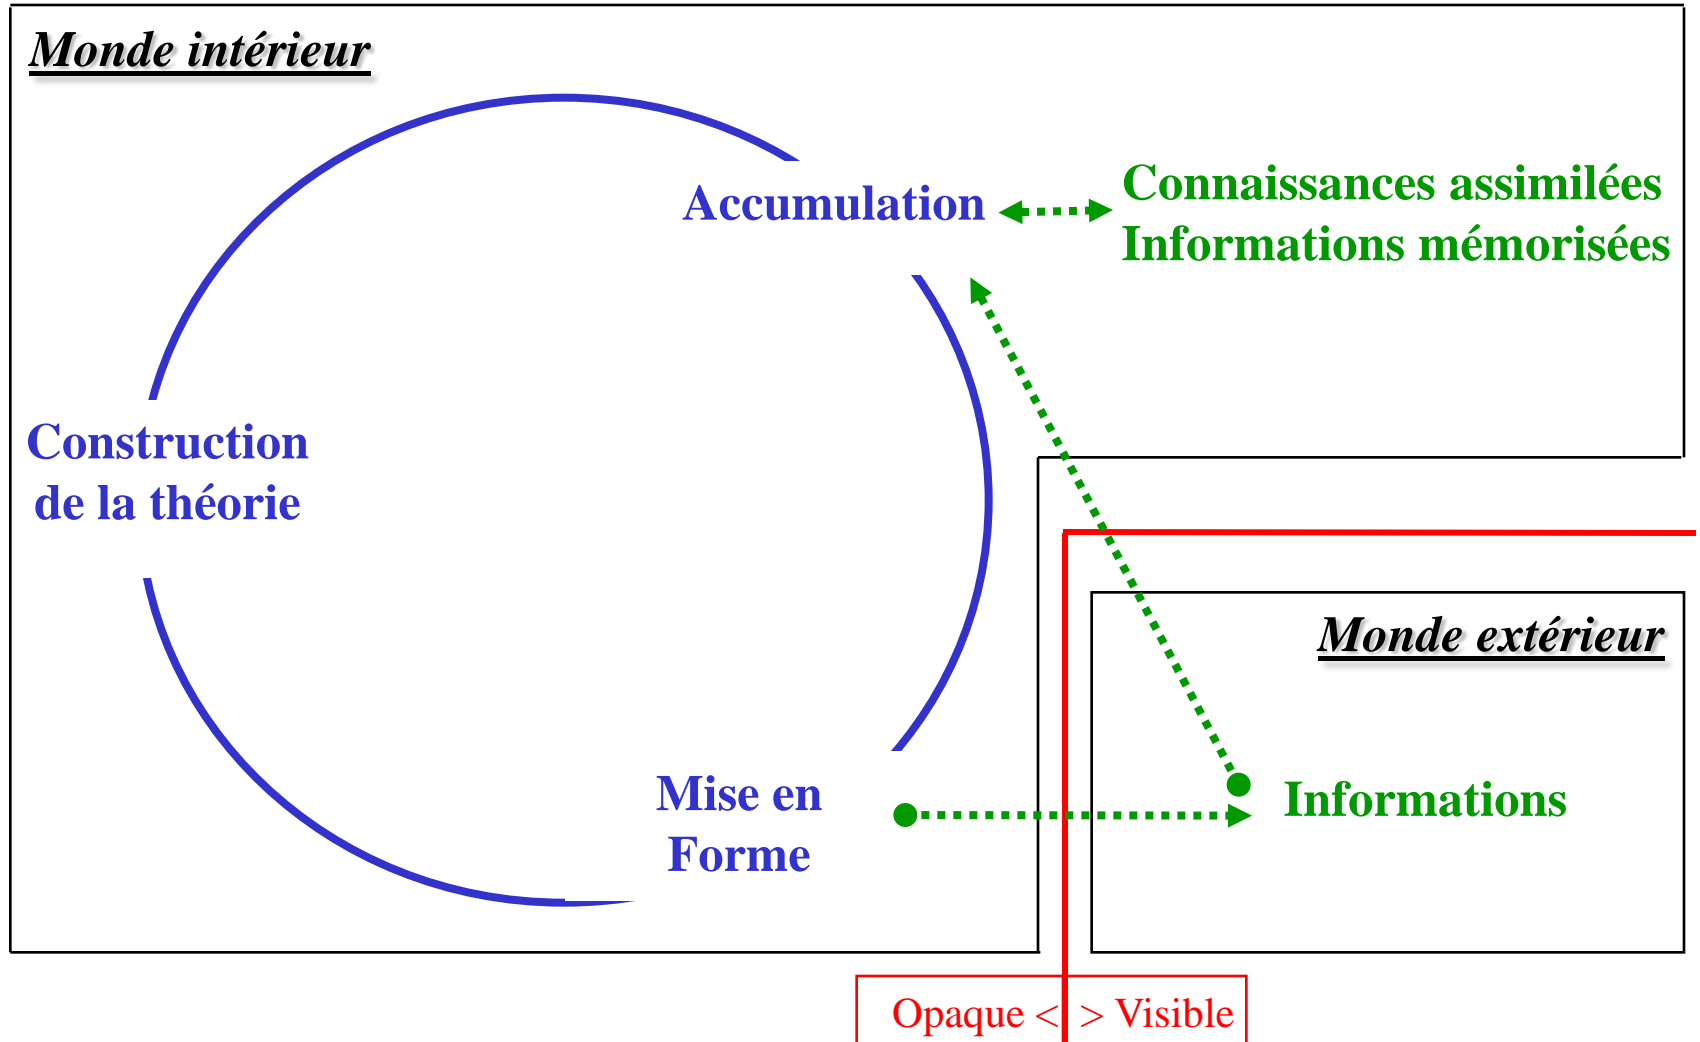 Monde intérieur
Accumulation
Connaissances assimilées
Informations mémorisées
Construction
de la théorie
Monde extérieur
Mise en
Forme
Informations
Opaque < > Visible